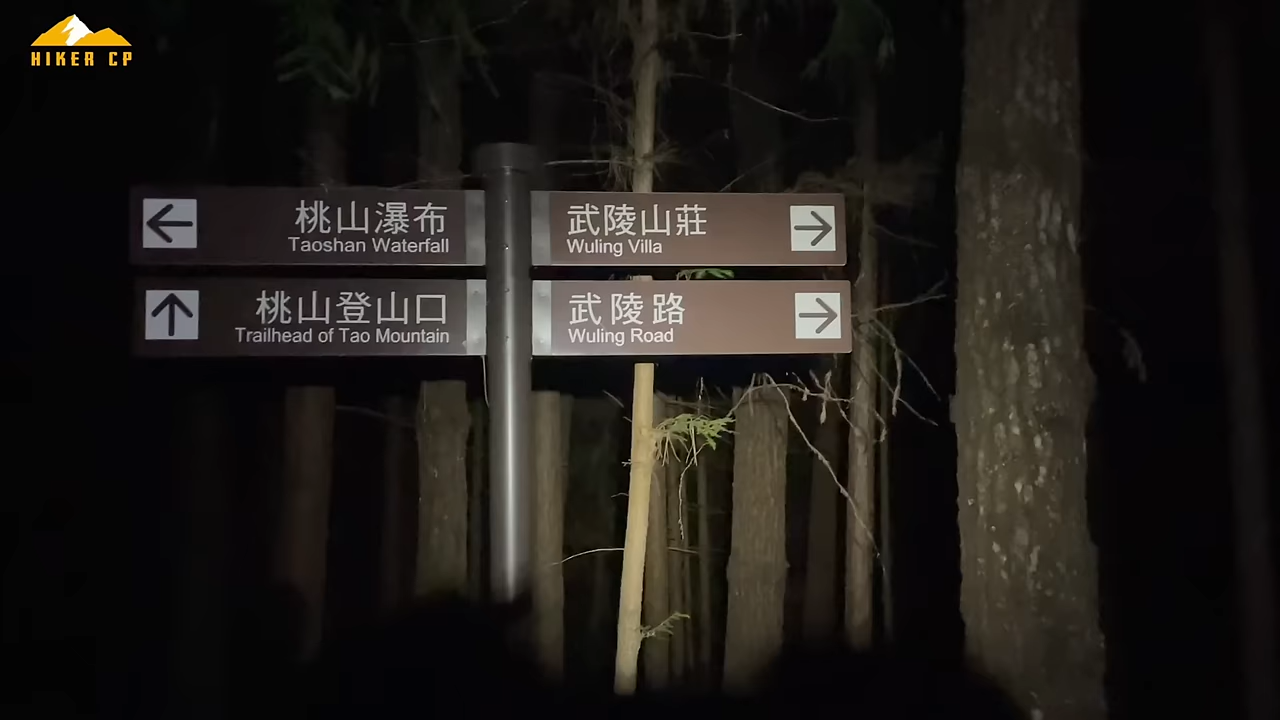 HIKER CP
桃山瀑布
Taoshan Waterfall
武陵山莊
Wuling Villa
桃山登山口
Trailhead of Tao Mountain
武陵路
Wuling Road